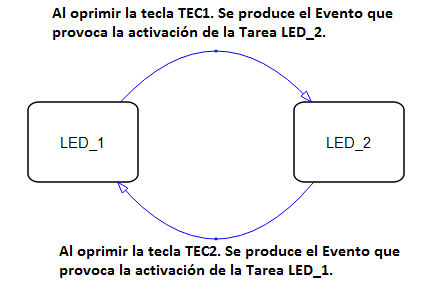 Al oprimir la tecla TEC1. Se produce el Evento que
provoca la activación de la Tarea LED_2.
LED_1
LED_2
Al oprimir la tecla TEC2. Se produce el Evento que
provoca la activación de la Tarea LED_1.